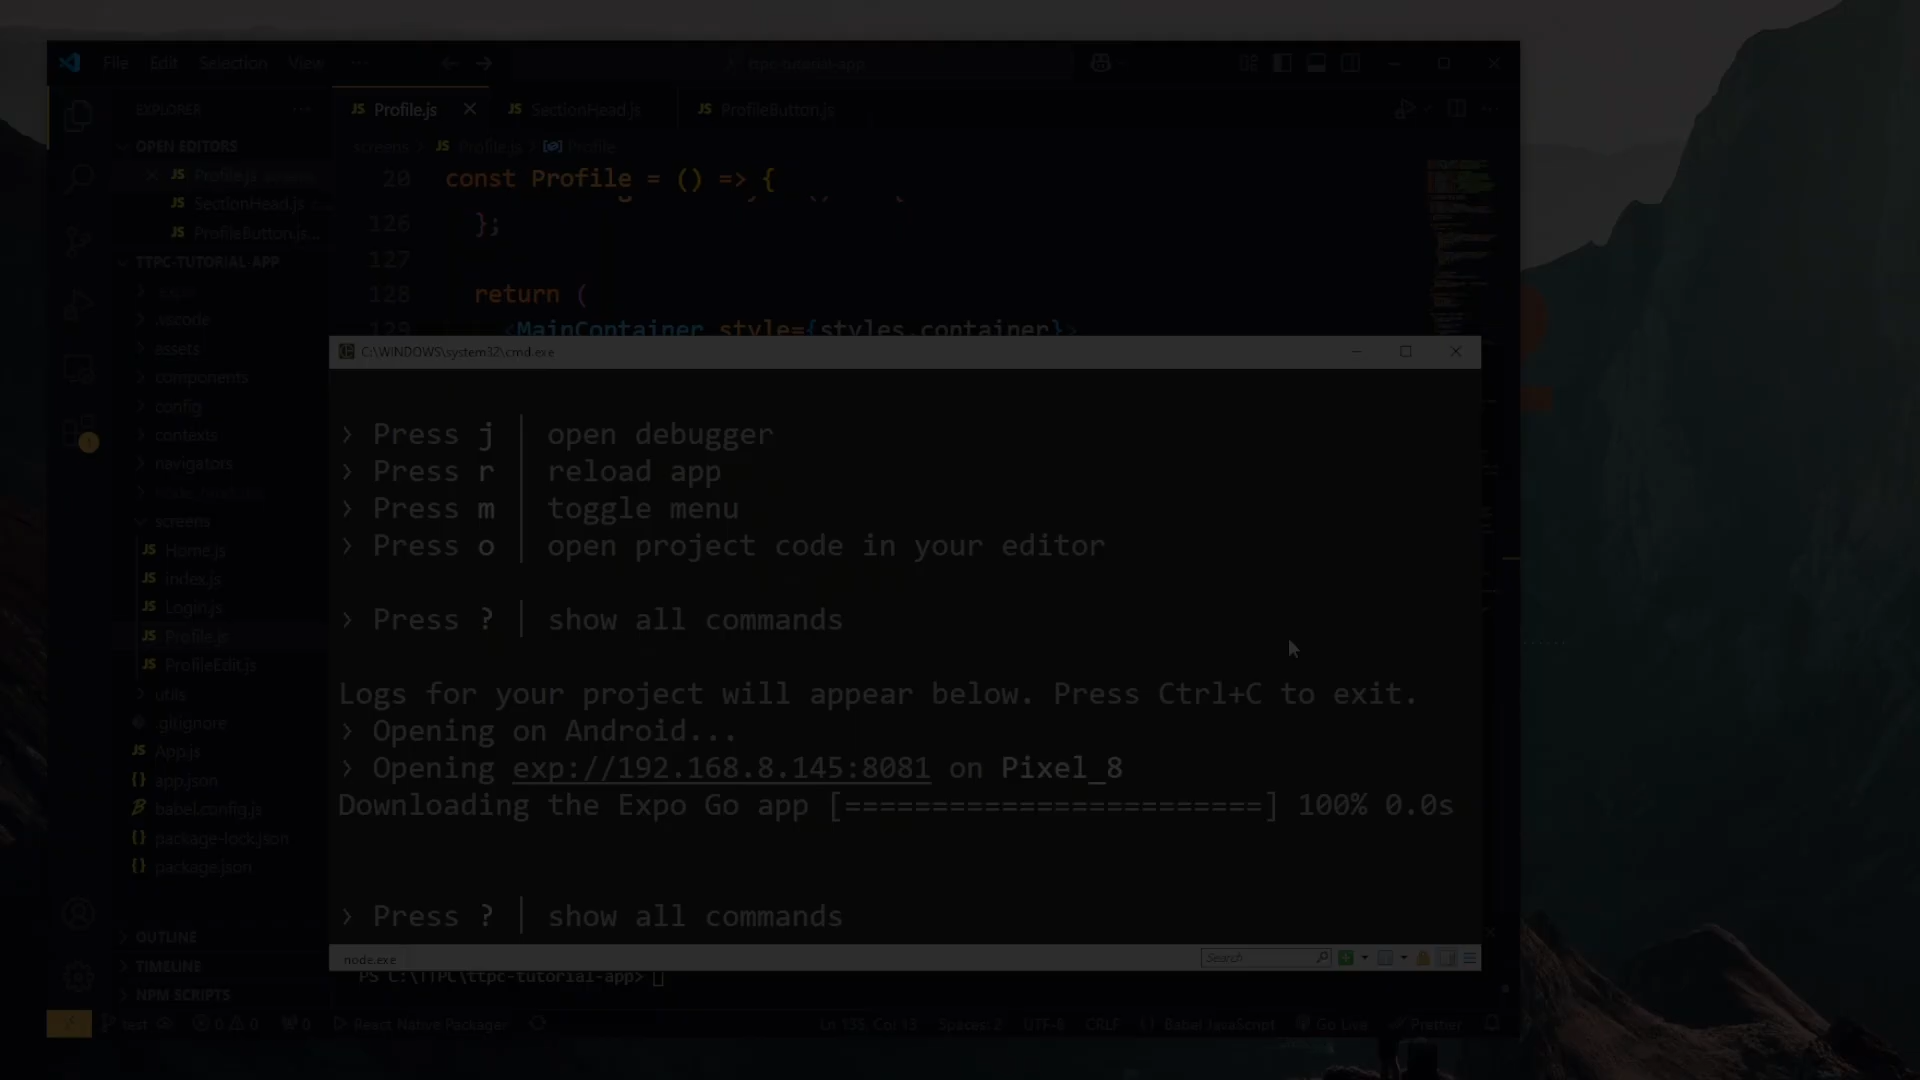 File Edit Selection View ... ttpc-tutorial-app
EXPLORER ...
Profile.js SectionHead.js ProfileButton.js
OPEN EDITORS
screens > JS Profile.js > Profile
JS Profile.js
JS SectionHead.js
JS ProfileButton.js...
20 const Profile = () => {
126 };
127
128 return (
129 <MainContainer style={styles.container}>
TTPC-TUTORIAL-APP
.vscode
assets
components
config
contexts
navigators
screens
JS Home.js
JS index.js
JS Login.js
JS Profile.js
JS ProfileEdit.js
utils
.gitignore
JS App.js
{} app.json
babel.config.js
{} package-lock.json
{} package.json
OUTLINE
TIMELINE
NPM SCRIPTS
C:\WINDOWS\system32\cmd.exe
> Press j │ open debugger
> Press r │ reload app
> Press m │ toggle menu
> Press o │ open project code in your editor
> Press ? │ show all commands
Logs for your project will appear below. Press Ctrl+C to exit.
> Opening on Android...
> Opening exp://192.168.8.145:8081 on Pixel_8
Downloading the Expo Go app [========================] 100% 0.0s
> Press ? │ show all commands
node.exe Search
PS C:\TTPC\ttpc-tutorial-app>
test 0 0 0 React Native Packager Ln 135, Col 13 Spaces: 2 UTF-8 CRLF Babel JavaScript Go Live Prettier